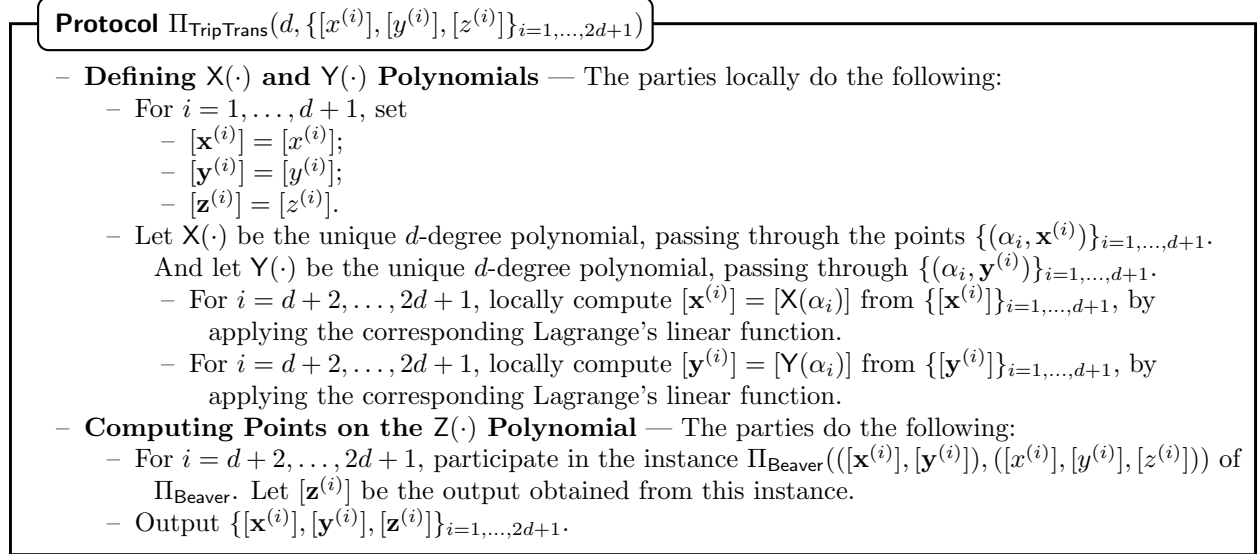 Protocol Π_TripTrans(d, {[x^(i)], [y^(i)], [z^(i)]}_{i=1,...,2d+1})
– Defining X(·) and Y(·) Polynomials — The parties locally do the following:
– For i = 1, . . . , d + 1, set
– [𝐱^(i)] = [x^(i)];
– [𝐲^(i)] = [y^(i)];
– [𝐳^(i)] = [z^(i)].
– Let X(·) be the unique d-degree polynomial, passing through the points {(α_i, 𝐱^(i))}_{i=1,...,d+1}.
And let Y(·) be the unique d-degree polynomial, passing through {(α_i, 𝐲^(i))}_{i=1,...,d+1}.
– For i = d + 2, . . . , 2d + 1, locally compute [𝐱^(i)] = [X(α_i)] from {[𝐱^(i)]}_{i=1,...,d+1}, by
applying the corresponding Lagrange's linear function.
– For i = d + 2, . . . , 2d + 1, locally compute [𝐲^(i)] = [Y(α_i)] from {[𝐲^(i)]}_{i=1,...,d+1}, by
applying the corresponding Lagrange's linear function.
– Computing Points on the Z(·) Polynomial — The parties do the following:
– For i = d + 2, . . . , 2d + 1, participate in the instance Π_Beaver(([𝐱^(i)], [𝐲^(i)]), ([x^(i)], [y^(i)], [z^(i)])) of
Π_Beaver. Let [𝐳^(i)] be the output obtained from this instance.
– Output {[𝐱^(i)], [𝐲^(i)], [𝐳^(i)]}_{i=1,...,2d+1}.